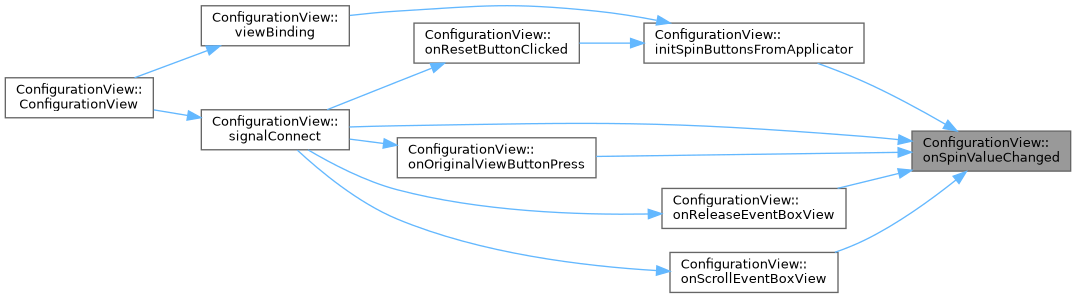 ConfigurationView::
viewBinding
ConfigurationView::
onResetButtonClicked
ConfigurationView::
initSpinButtonsFromApplicator
ConfigurationView::
ConfigurationView
ConfigurationView::
signalConnect
ConfigurationView::
onOriginalViewButtonPress
ConfigurationView::
onSpinValueChanged
ConfigurationView::
onReleaseEventBoxView
ConfigurationView::
onScrollEventBoxView